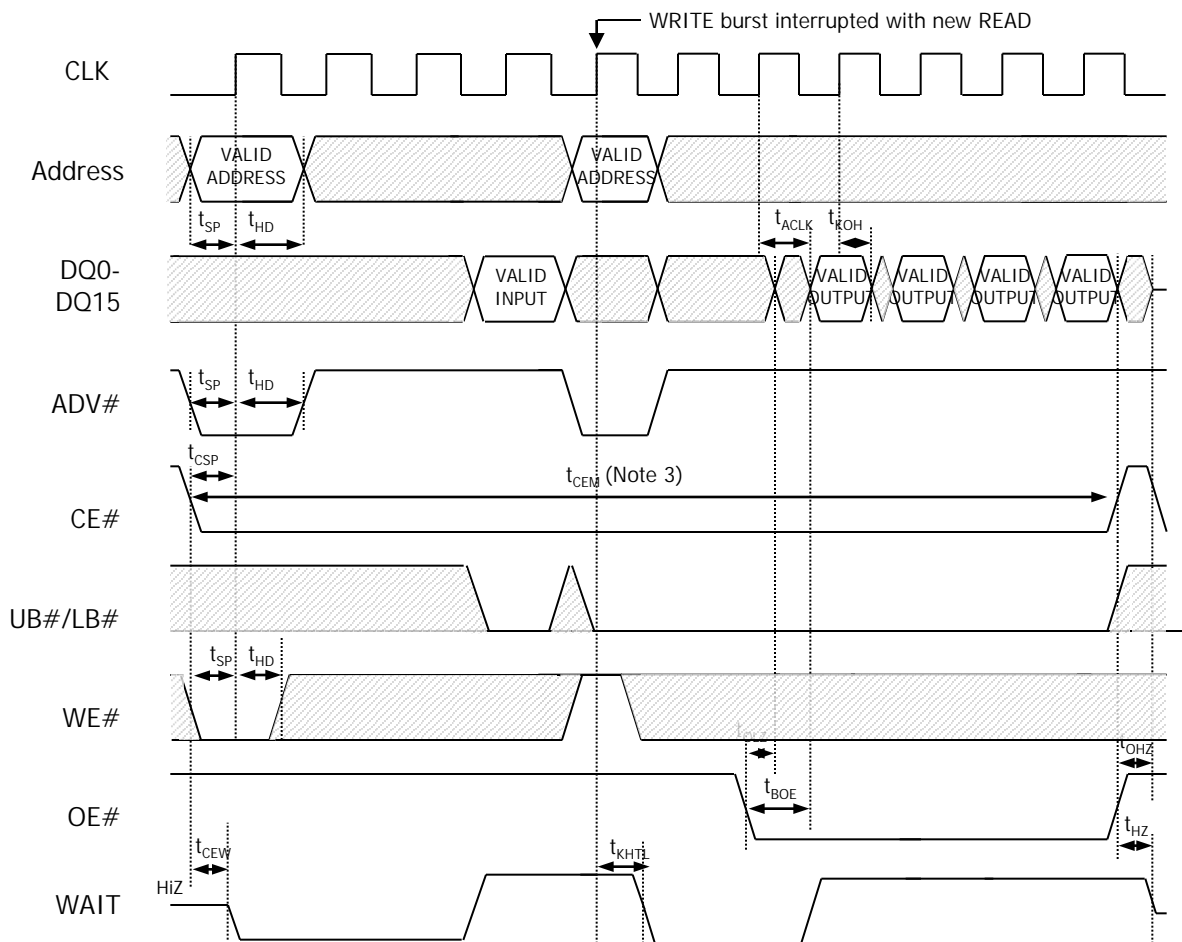 WRITE burst interrupted with new READ
CLK
Address
VALID
ADDRESS
VALID
ADDRESS
tSP
tHD
tACLK
tKOH
DQ0-
DQ15
VALID
INPUT
VALID
OUTPUT
VALID
OUTPUT
VALID
OUTPUT
VALID
OUTPUT
ADV#
tSP
tHD
tCSP
CE#
tCEM (Note 3)
UB#/LB#
tSP
tHD
WE#
tOLZ
tOHZ
OE#
tBOE
tHZ
tCEW
tKHTL
HiZ
WAIT